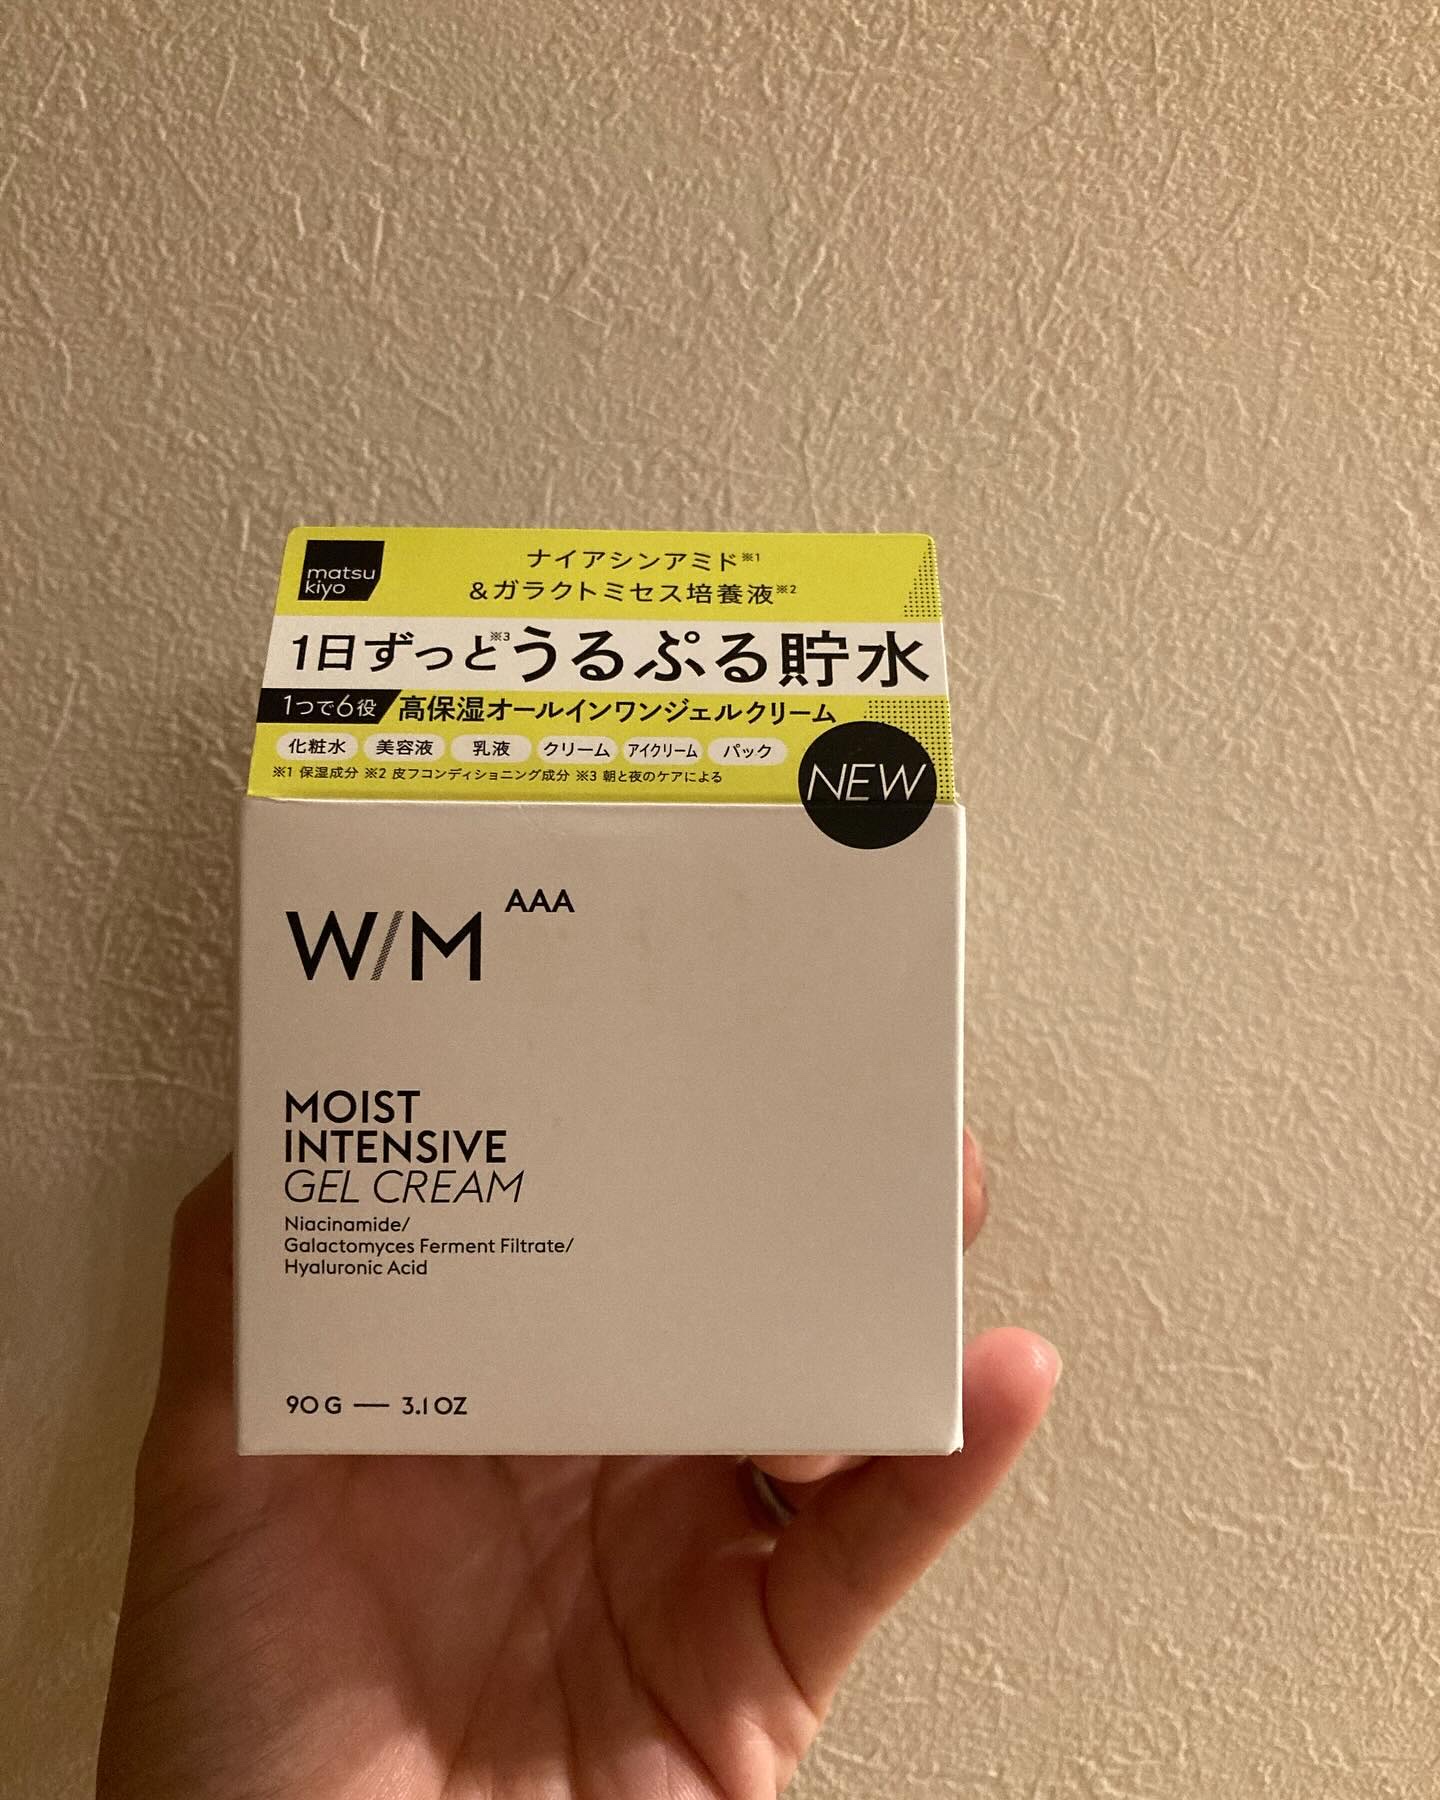 matsu
kiyo
ナイアシンアミド※1
&ガラクトミセス培養液※2
1日ずっと※3うるぷる貯水
1つで6役 高保湿オールインワンジェルクリーム
化粧水 美容液 乳液 クリーム アイクリーム パック
※1 保湿成分 ※2 皮フコンディショニング成分 ※3 朝と夜のケアによる
NEW
W/M AAA
MOIST
INTENSIVE
GEL CREAM
Niacinamide/
Galactomyces Ferment Filtrate/
Hyaluronic Acid
90 G — 3.1 OZ